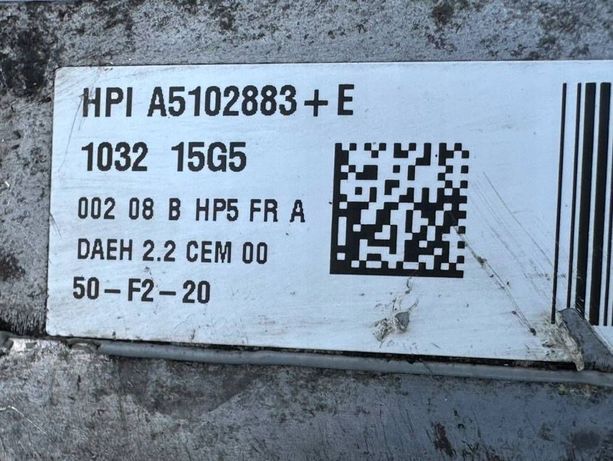 HPI A5102883+E
1032 15G5
002 08 B HP5 FR A
DAEH 2.2 CEM 00
50-F2-20